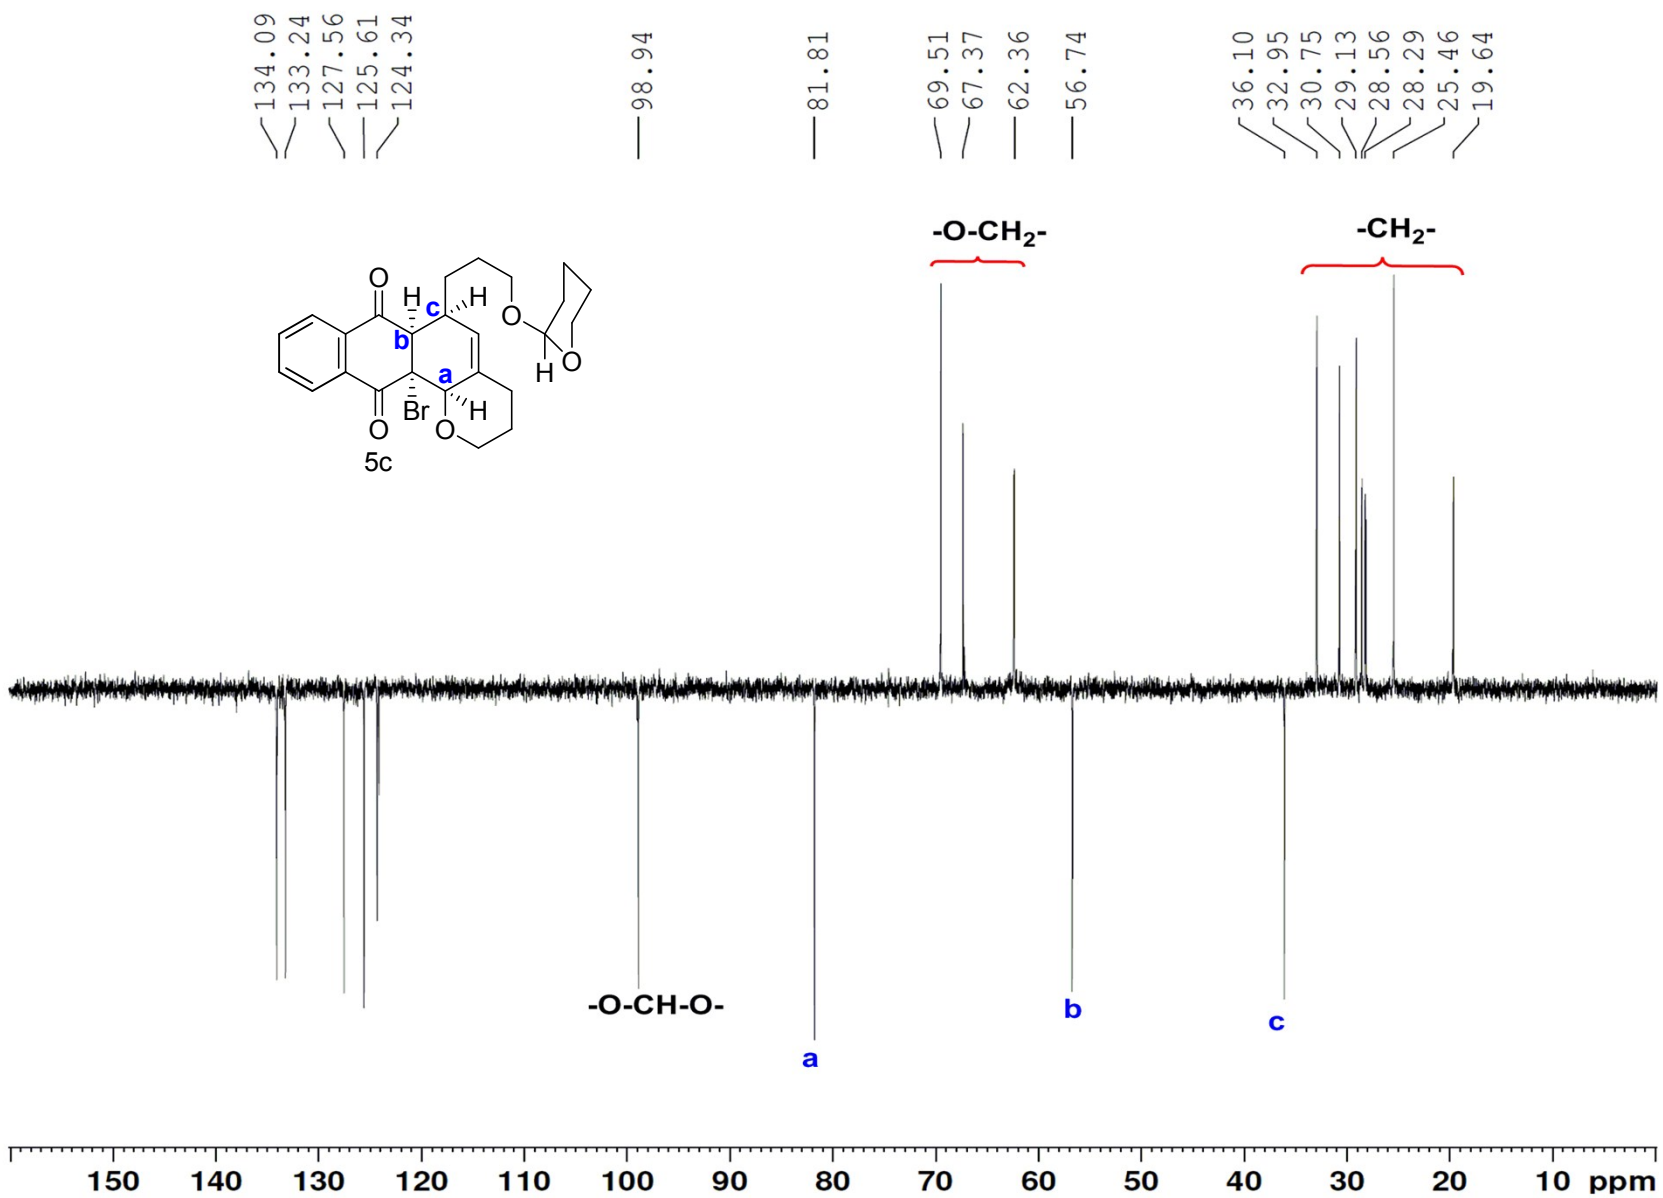 134.09
133.24
127.56
125.61
124.34
98.94
81.81
69.51
67.37
62.36
56.74
36.10
32.95
30.75
29.13
28.56
28.29
25.46
19.64
-O-CH₂-
-CH₂-
O
H
c
H
O
b
O
H
a
H
Br
O
O
5c
-O-CH-O-
a
b
c
150 140 130 120 110 100 90 80 70 60 50 40 30 20 10 ppm